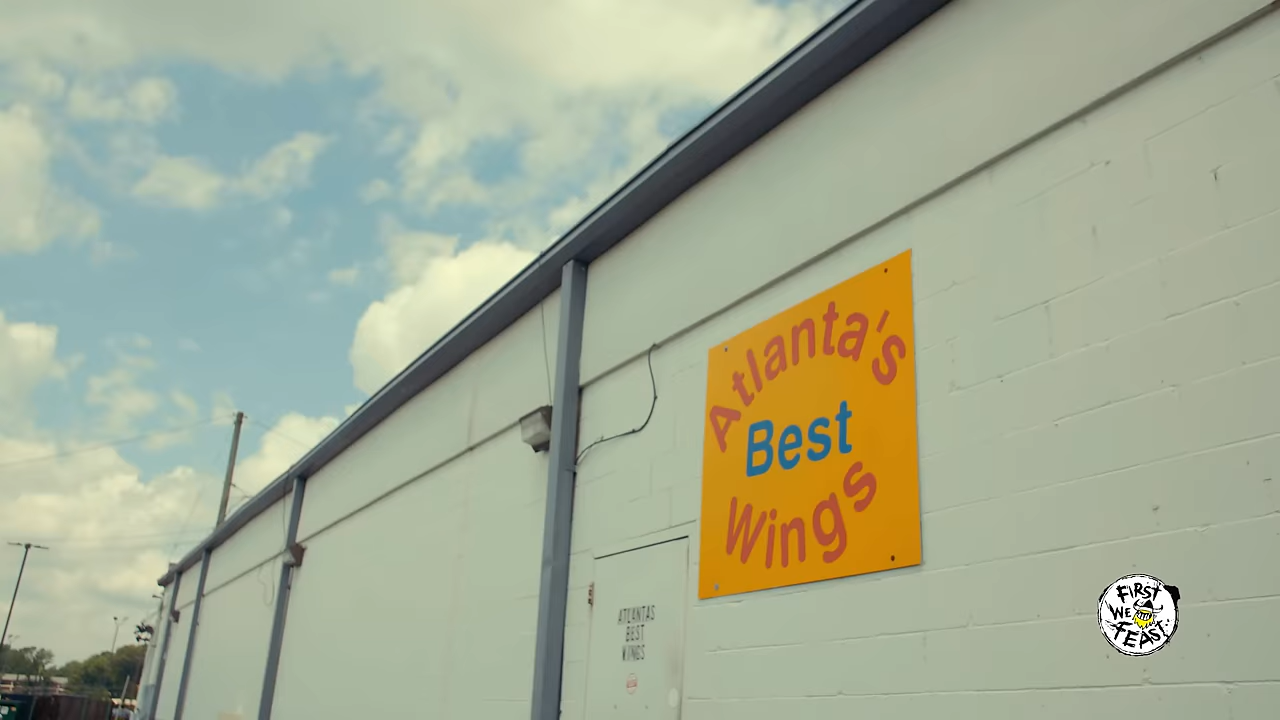 Atlanta's
Best
Wings
ATLANTAS
BEST
WINGS
FIRST
WE
FEAST